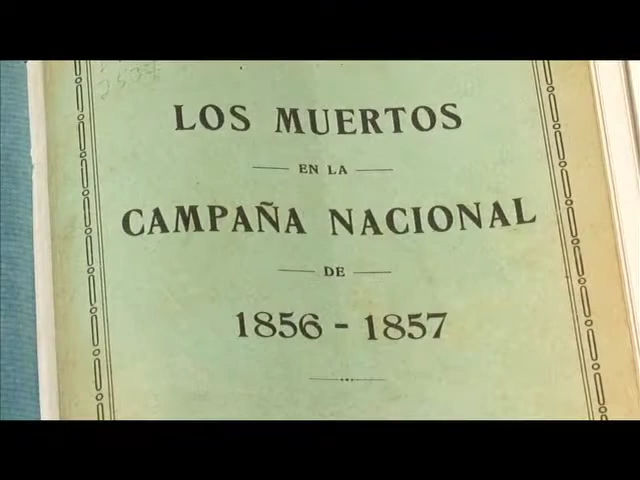 LOS MUERTOS
EN LA
CAMPAÑA NACIONAL
DE
1856 - 1857